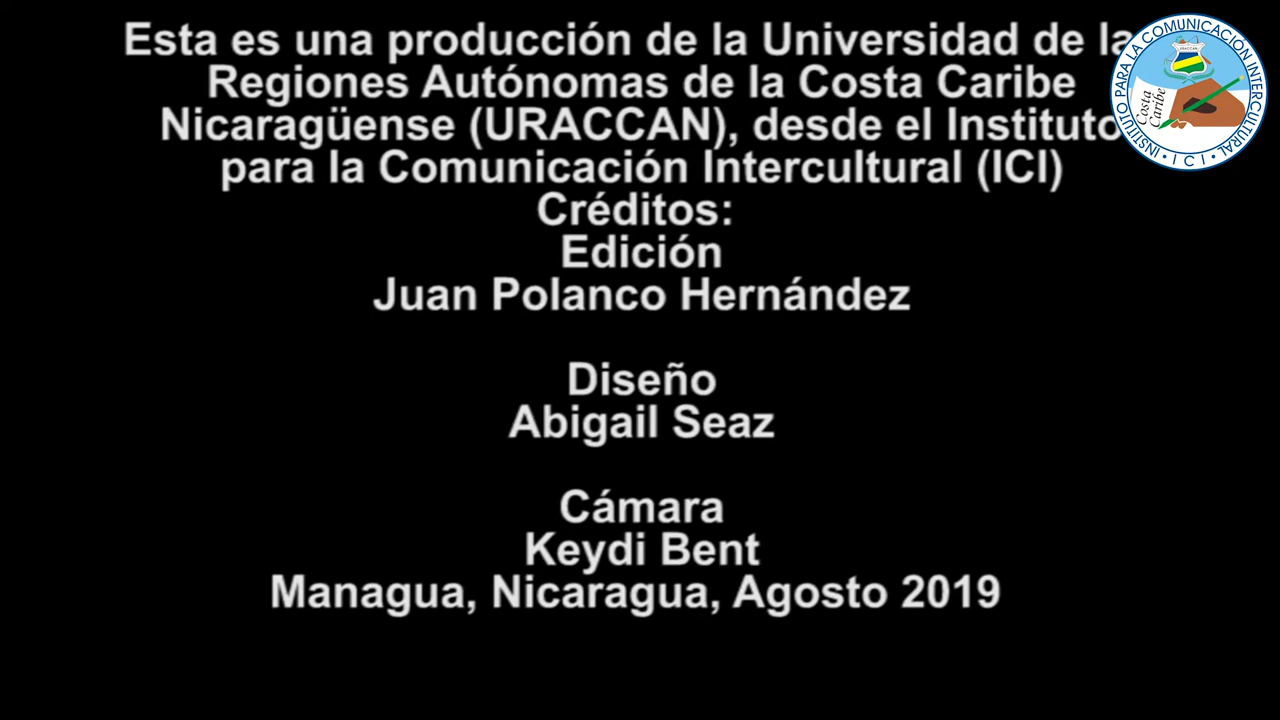 Esta es una producción de la Universidad de la
Regiones Autónomas de la Costa Caribe
Nicaragüense (URACCAN), desde el Instituto
para la Comunicación Intercultural (ICI)
Créditos:
Edición
Juan Polanco Hernández
Diseño
Abigail Seaz
Cámara
Keydi Bent
Managua, Nicaragua, Agosto 2019
INSTITUTO PARA LA COMUNICACIÓN INTERCULTURAL
URACCAN
Costa
Caribe
• I C I •